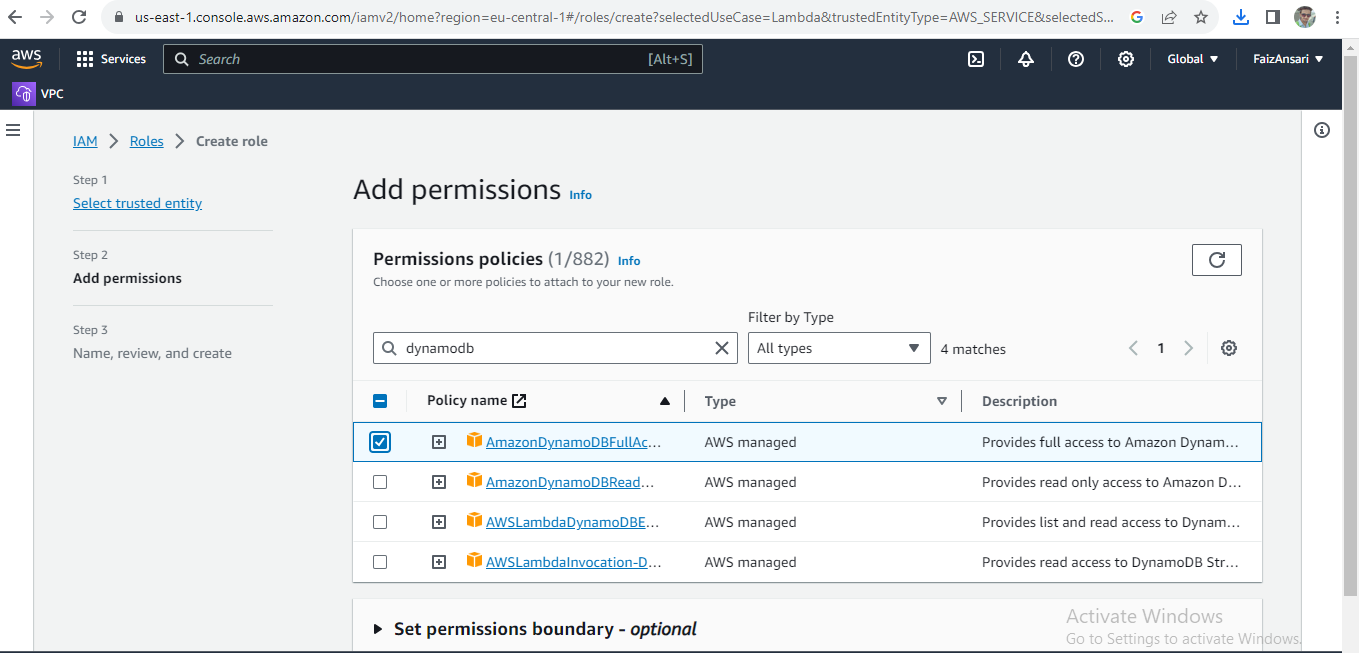 us-east-1.console.aws.amazon.com/iamv2/home?region=eu-central-1#/roles/create?selectedUseCase=Lambda&trustedEntityType=AWS_SERVICE&selectedS...
aws
Services
Search
[Alt+S]
Global
FaizAnsari
VPC
IAM
Roles
Create role
Step 1
Select trusted entity
Step 2
Add permissions
Step 3
Name, review, and create
Add permissions Info
Permissions policies (1/882) Info
Choose one or more policies to attach to your new role.
Filter by Type
dynamodb
All types
4 matches
1
Policy name
Type
Description
AmazonDynamoDBFullAc...
AWS managed
Provides full access to Amazon Dynam...
AmazonDynamoDBRead...
AWS managed
Provides read only access to Amazon D...
AWSLambdaDynamoDBE...
AWS managed
Provides list and read access to Dynam...
AWSLambdaInvocation-D...
AWS managed
Provides read access to DynamoDB Str...
Set permissions boundary - optional
Activate Windows
Go to Settings to activate Windows.